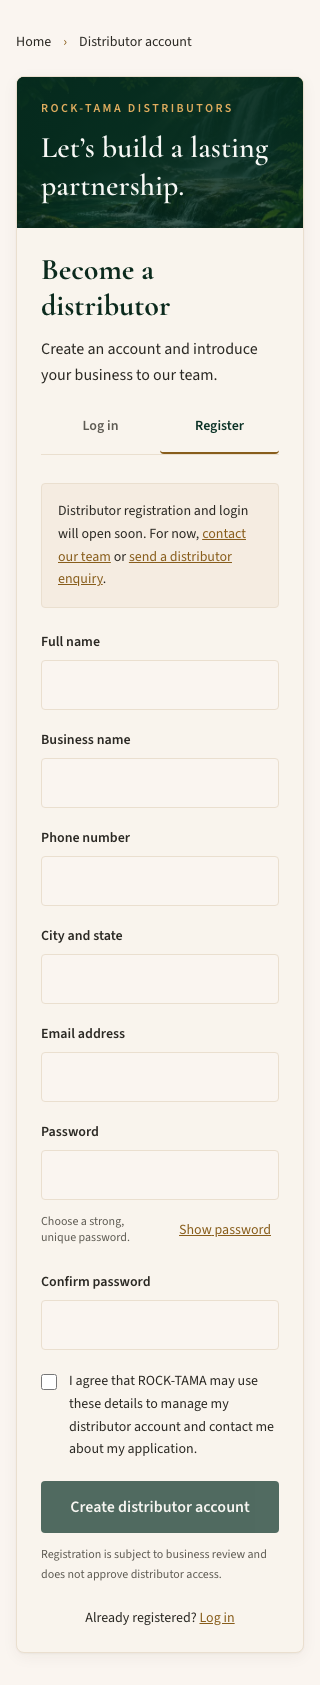 Home › Distributor account
ROCK-TAMA DISTRIBUTORS
Let’s build a lasting
partnership.
Become a
distributor
Create an account and introduce
your business to our team.
Log in Register
Distributor registration and login
will open soon. For now, contact
our team or send a distributor
enquiry.
Full name
Business name
Phone number
City and state
Email address
Password
Choose a strong,
unique password.
Show password
Confirm password
I agree that ROCK-TAMA may use
these details to manage my
distributor account and contact me
about my application.
Create distributor account
Registration is subject to business review and
does not approve distributor access.
Already registered? Log in